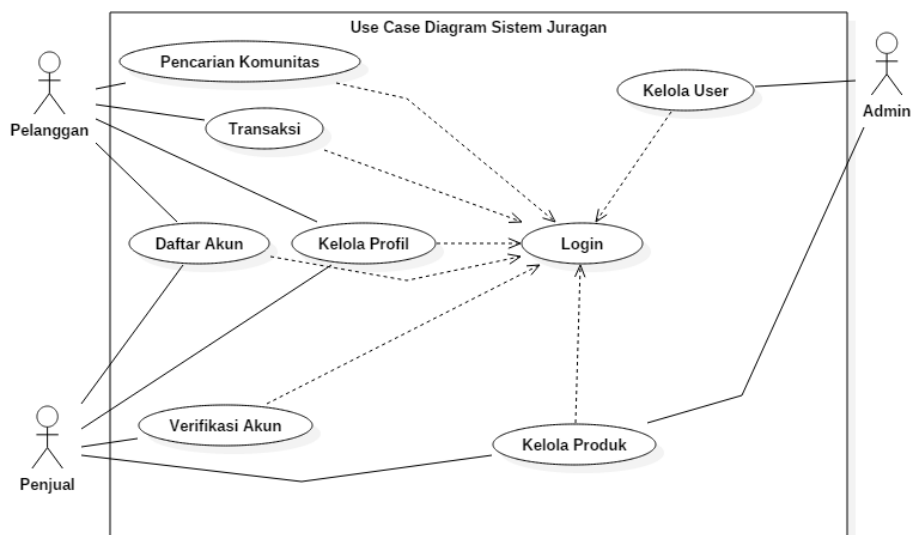 Use Case Diagram Sistem Juragan
Pencarian Komunitas
Kelola User
Pelanggan
Transaksi
Admin
Daftar Akun
Kelola Profil
Login
Verifikasi Akun
Kelola Produk
Penjual